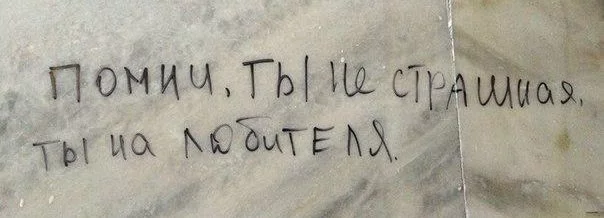 Помни, ты не страшная,
ты на любителя.